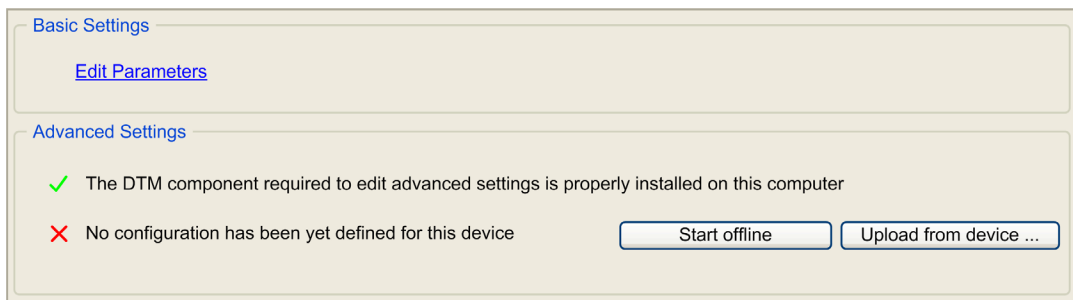 Basic Settings
Edit Parameters
Advanced Settings
The DTM component required to edit advanced settings is properly installed on this computer
No configuration has been yet defined for this device Start offline Upload from device ...